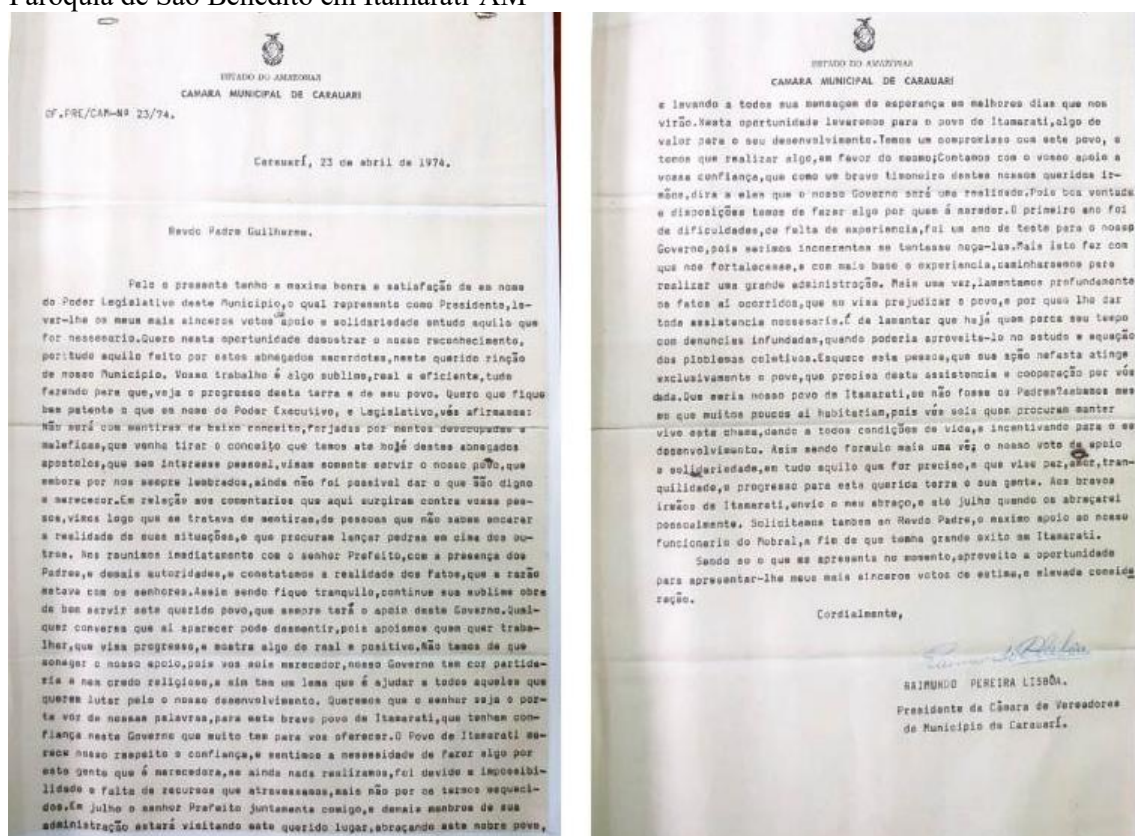 Paróquia de São Benedito em Itamarati-AM
ESTADO DO AMAZONAS
CAMARA MUNICIPAL DE CARAUARI
OF.PRE/CAM-Nº 23/74.
Carauarí, 23 de abril de 1974.
Revdo Padre Guilherme.
Pelo o presente tenho a maxima honra e satisfação de em nome
do Poder Legislativo deste Municipio,o qual represento como Presidente,le-
var-lhe os meus mais sinceros votos apoio e solidariedade entudo aquilo que
for nessesario.Quero nesta oportunidade demostrar o nosso reconhecimento,
por:tudo aquilo feito por estes abnegados sacerdotes,neste querido rinção
de nosso Municipio. Vosso trabalho é algo sublime,real e eficiente,tudo
fazendo para que,veja o progresso desta terra e de seu povo. Quero que fique
bem patente o que em nome do Poder Executivo, e Legislativo,vós afirmamos:
Não será com mentiras de baixo conceito,forjadas por mentes desocupadas e
maleficas,que venha tirar o conceito que temos ate hojé destes abnegados
apostolos,que sem interesse pessoal,visam somente servir o nosso povo,que
embora por nos sempre lembrados,ainda não foi possivel dar o que são digno
e merecedor.Em relação aos comentarios que aqui surgiram contra vossa pes-
soa,vimos logo que se tratava de mentiras,de pessoas que não sabem encarar
a realidade de suas situações,e que procuram lançar pedras em cima dos ou-
tros. Nos reunimos imediatamente com o senhor Prefeito,com a presença dos
Padres,e demais autoridades,e constatamos a realidade dos fatos,que a razão
estava com os senhores.Assim sendo fique tranquilo,continue sua sublime obra
de bem servir este querido povo,que sempre terá o apoio deste Governo.Qual-
quer conversa que ai aparecer pode desmentir,pois apoiamos quem quer traba-
lhar,que visa progresso,e mostra algo de real e positivo.Não temos de que
sonegar o nosso apoio,pois vos sois merecedor,nosso Governo tem cor partida-
ria e nem credo religioso,e sim tem um lema que é ajudar a todos aqueles que
querem lutar pelo o nosso desenvolvimento. Queremos que o senhor seja o por-
ta voz de nossas palavras,para este bravo povo de Itamarati,que tenham con-
fiança neste Governo que muito tem para vos oferecer.O Povo de Itamarati me-
rece nosso respeito e confiança,e sentimos a nessesidade de fazer algo por
esta gente que é merecedora,se ainda nada realizamos,foi devido a impossibi-
lidade e falta de recursos que atravessamos,mais não por os termos esqueci-
dos.Em julho o senhor Prefeito juntamente comigo,e demais membros de sua
administração estará visitando este querido lugar,abraçando este nobre povo,
ESTADO DO AMAZONAS
CAMARA MUNICIPAL DE CARAUARI
e levando a todos sua mensagem de esperança em melhores dias que nos
virão.Nesta oportunidade levaremos para o povo de Itamarati,algo de
valor para o seu desenvolvimento.Temos um compromisso com este povo, e
temos que realizar algo,em favor do mesmo;Contamos com o vosso apoio e
vossa confiança,que como um bravo timoneiro destes nossos queridos ir-
mãos,dira a eles que o nosso Governo será uma realidade.Pois boa vontade
e disposições temos de fazer algo por quem é merador.O primeiro ano foi
de dificuldades,de falta de experiencia,foi um ano de teste para o nosso
Governo,pois seriamos incoerentes se tentasse nega-las.Mais isto fez com
que nos fortalecesse,e com mais base e experiencia,caminharemos para
realizar uma grande administração. Mais uma vez,lamentamos profundamente
os fatos ai ocorridos,que so visa prejudicar o povo,e por quem lhe dar
toda assistencia nessesaria.É de lamentar que hajá quem perca seu tempo
com denuncias infundadas,quando poderia aproveita-lo no estudo e equação
dos ploblemas coletivos.Esquece esta pessoa,que sua ação nefasta atinge
exclusivamente o povo,que precisa desta assistencia e cooperação por vós
dada.Que seria nosso povo de Itamarati,se não fosse os Padres?sabemos mes
mo que muitos poucos ai habitariam,pois vós sois quem procuram manter
vivo esta chama,dando a todos condições de vida,e incentivando para o se
desenvolvimento. Asim sendo formulo mais uma vê; o nosso voto de apoio
e solidariedade,em tudo aquilo que for preciso,e que vise paz,amor,tran-
quilidade,e progresso para esta querida terra e sua gente. Aos bravos
irmãos de Itamarati,envio o meu abraço,e até julho quando os abraçarei
pessoalmente. Solicitamos tambem ao Revdo Padre,o maximo apoio ao nosso
funcionario do Mobral,a fim de que tenha grande exito em Itamarati.
Sendo so o que me apresenta no momento,aproveito a oportunidade
para apresentar-lhe meus mais sinceros votos de estima,e elevada conside
ração.
Cordialmente,
RAIMUNDO PEREIRA LISBÔA.
Presidente da Câmara de Vereadores
do Municipio de Carauarí.